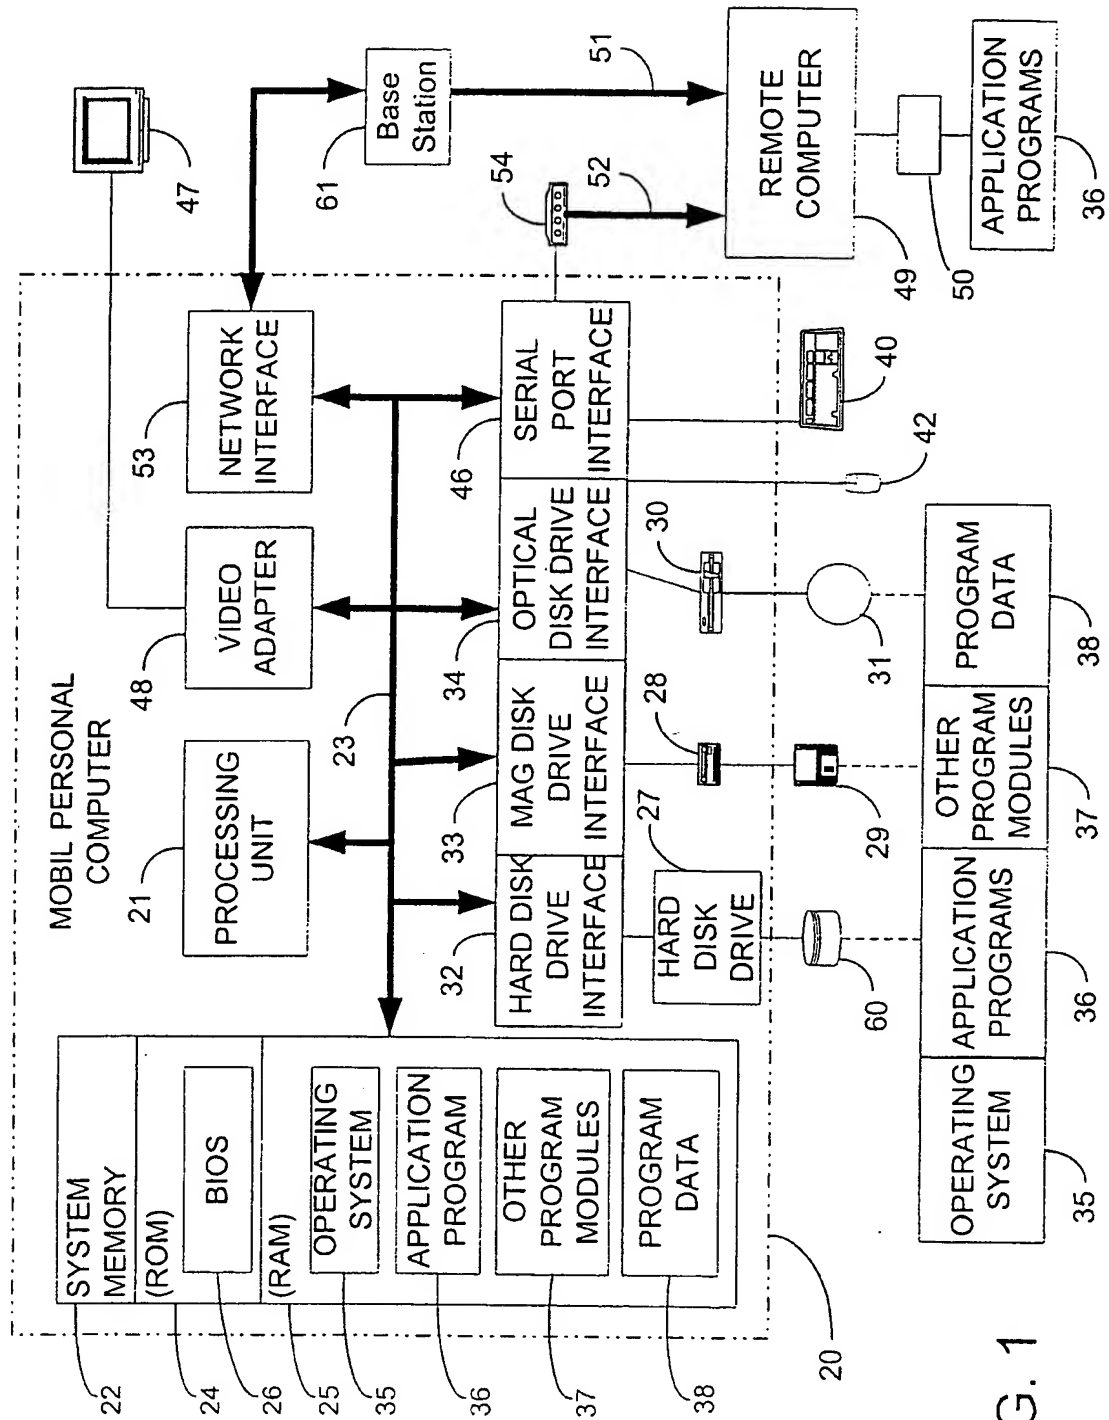 MOBIL PERSONAL
COMPUTER
22
SYSTEM
MEMORY
24
(ROM)
26
BIOS
25
(RAM)
35
OPERATING
SYSTEM
36
APPLICATION
PROGRAM
37
OTHER
PROGRAM
MODULES
38
PROGRAM
DATA
21
PROCESSING
UNIT
48
VIDEO
ADAPTER
53
NETWORK
INTERFACE
47
23
61
Base
Station
32
HARD DISK
DRIVE
INTERFACE
33
MAG DISK
DRIVE
INTERFACE
34
OPTICAL
DISK DRIVE
INTERFACE
46
SERIAL
PORT
INTERFACE
54
51
52
27
HARD
DISK
DRIVE
28
30
REMOTE
COMPUTER
49
20
60
29
31
42
40
50
OPERATING
SYSTEM
35
APPLICATION
PROGRAMS
36
OTHER
PROGRAM
MODULES
37
PROGRAM
DATA
38
APPLICATION
PROGRAMS
36
G. 1